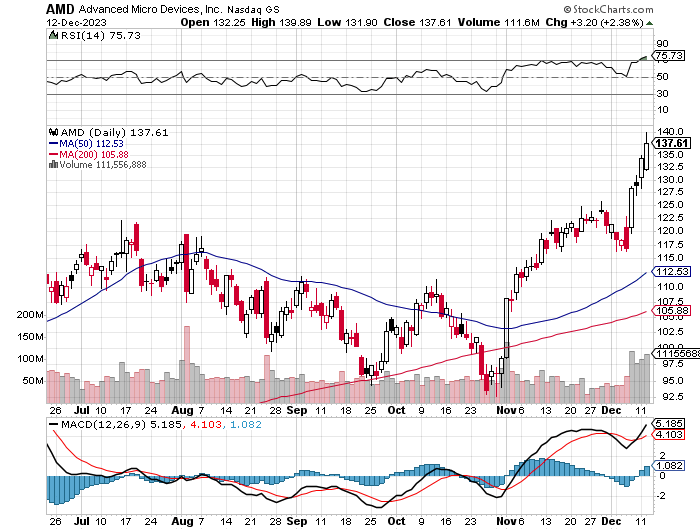 AMD Advanced Micro Devices, Inc. Nasdaq GS © StockCharts.com
12-Dec-2023 Open 132.25 High 139.89 Low 131.90 Close 137.61 Volume 111.6M Chg +3.20 (+2.38%)
RSI(14) 75.73
90
75.73
50
30
10
AMD (Daily) 137.61
MA(50) 112.53
MA(200) 105.88
Volume 111,556,888
140.0
137.61
135.0
132.5
130.0
127.5
125.0
122.5
120.0
117.5
115.0
112.53
110.0
107.5
105.88
102.5
100.0
97.5
11155688
95.0
92.5
200M
150M
100M
50M
26 Jul 10 17 24 Aug 7 14 21 28 Sep 11 18 25 Oct 9 16 23 Nov 6 13 20 27 Dec 11
MACD(12,26,9) 5.185, 4.103, 1.082
5.185
4.103
3
2
1.082
0
-1
-2
26 Jul 10 17 24 Aug 7 14 21 28 Sep 11 18 25 Oct 9 16 23 Nov 6 13 20 27 Dec 11